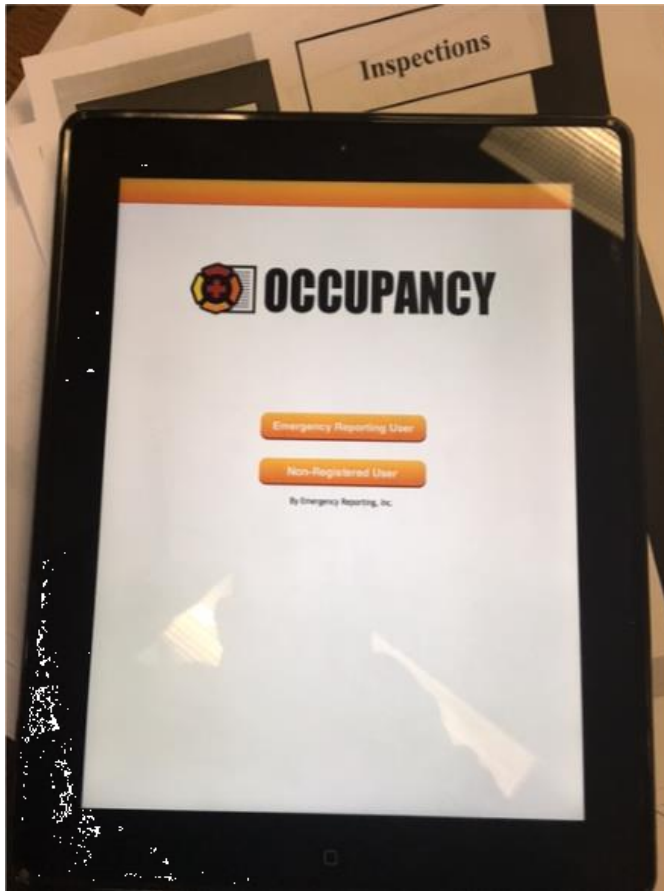 Inspections
OCCUPANCY
Emergency Reporting User
Non-Registered User
By Emergency Reporting, Inc.